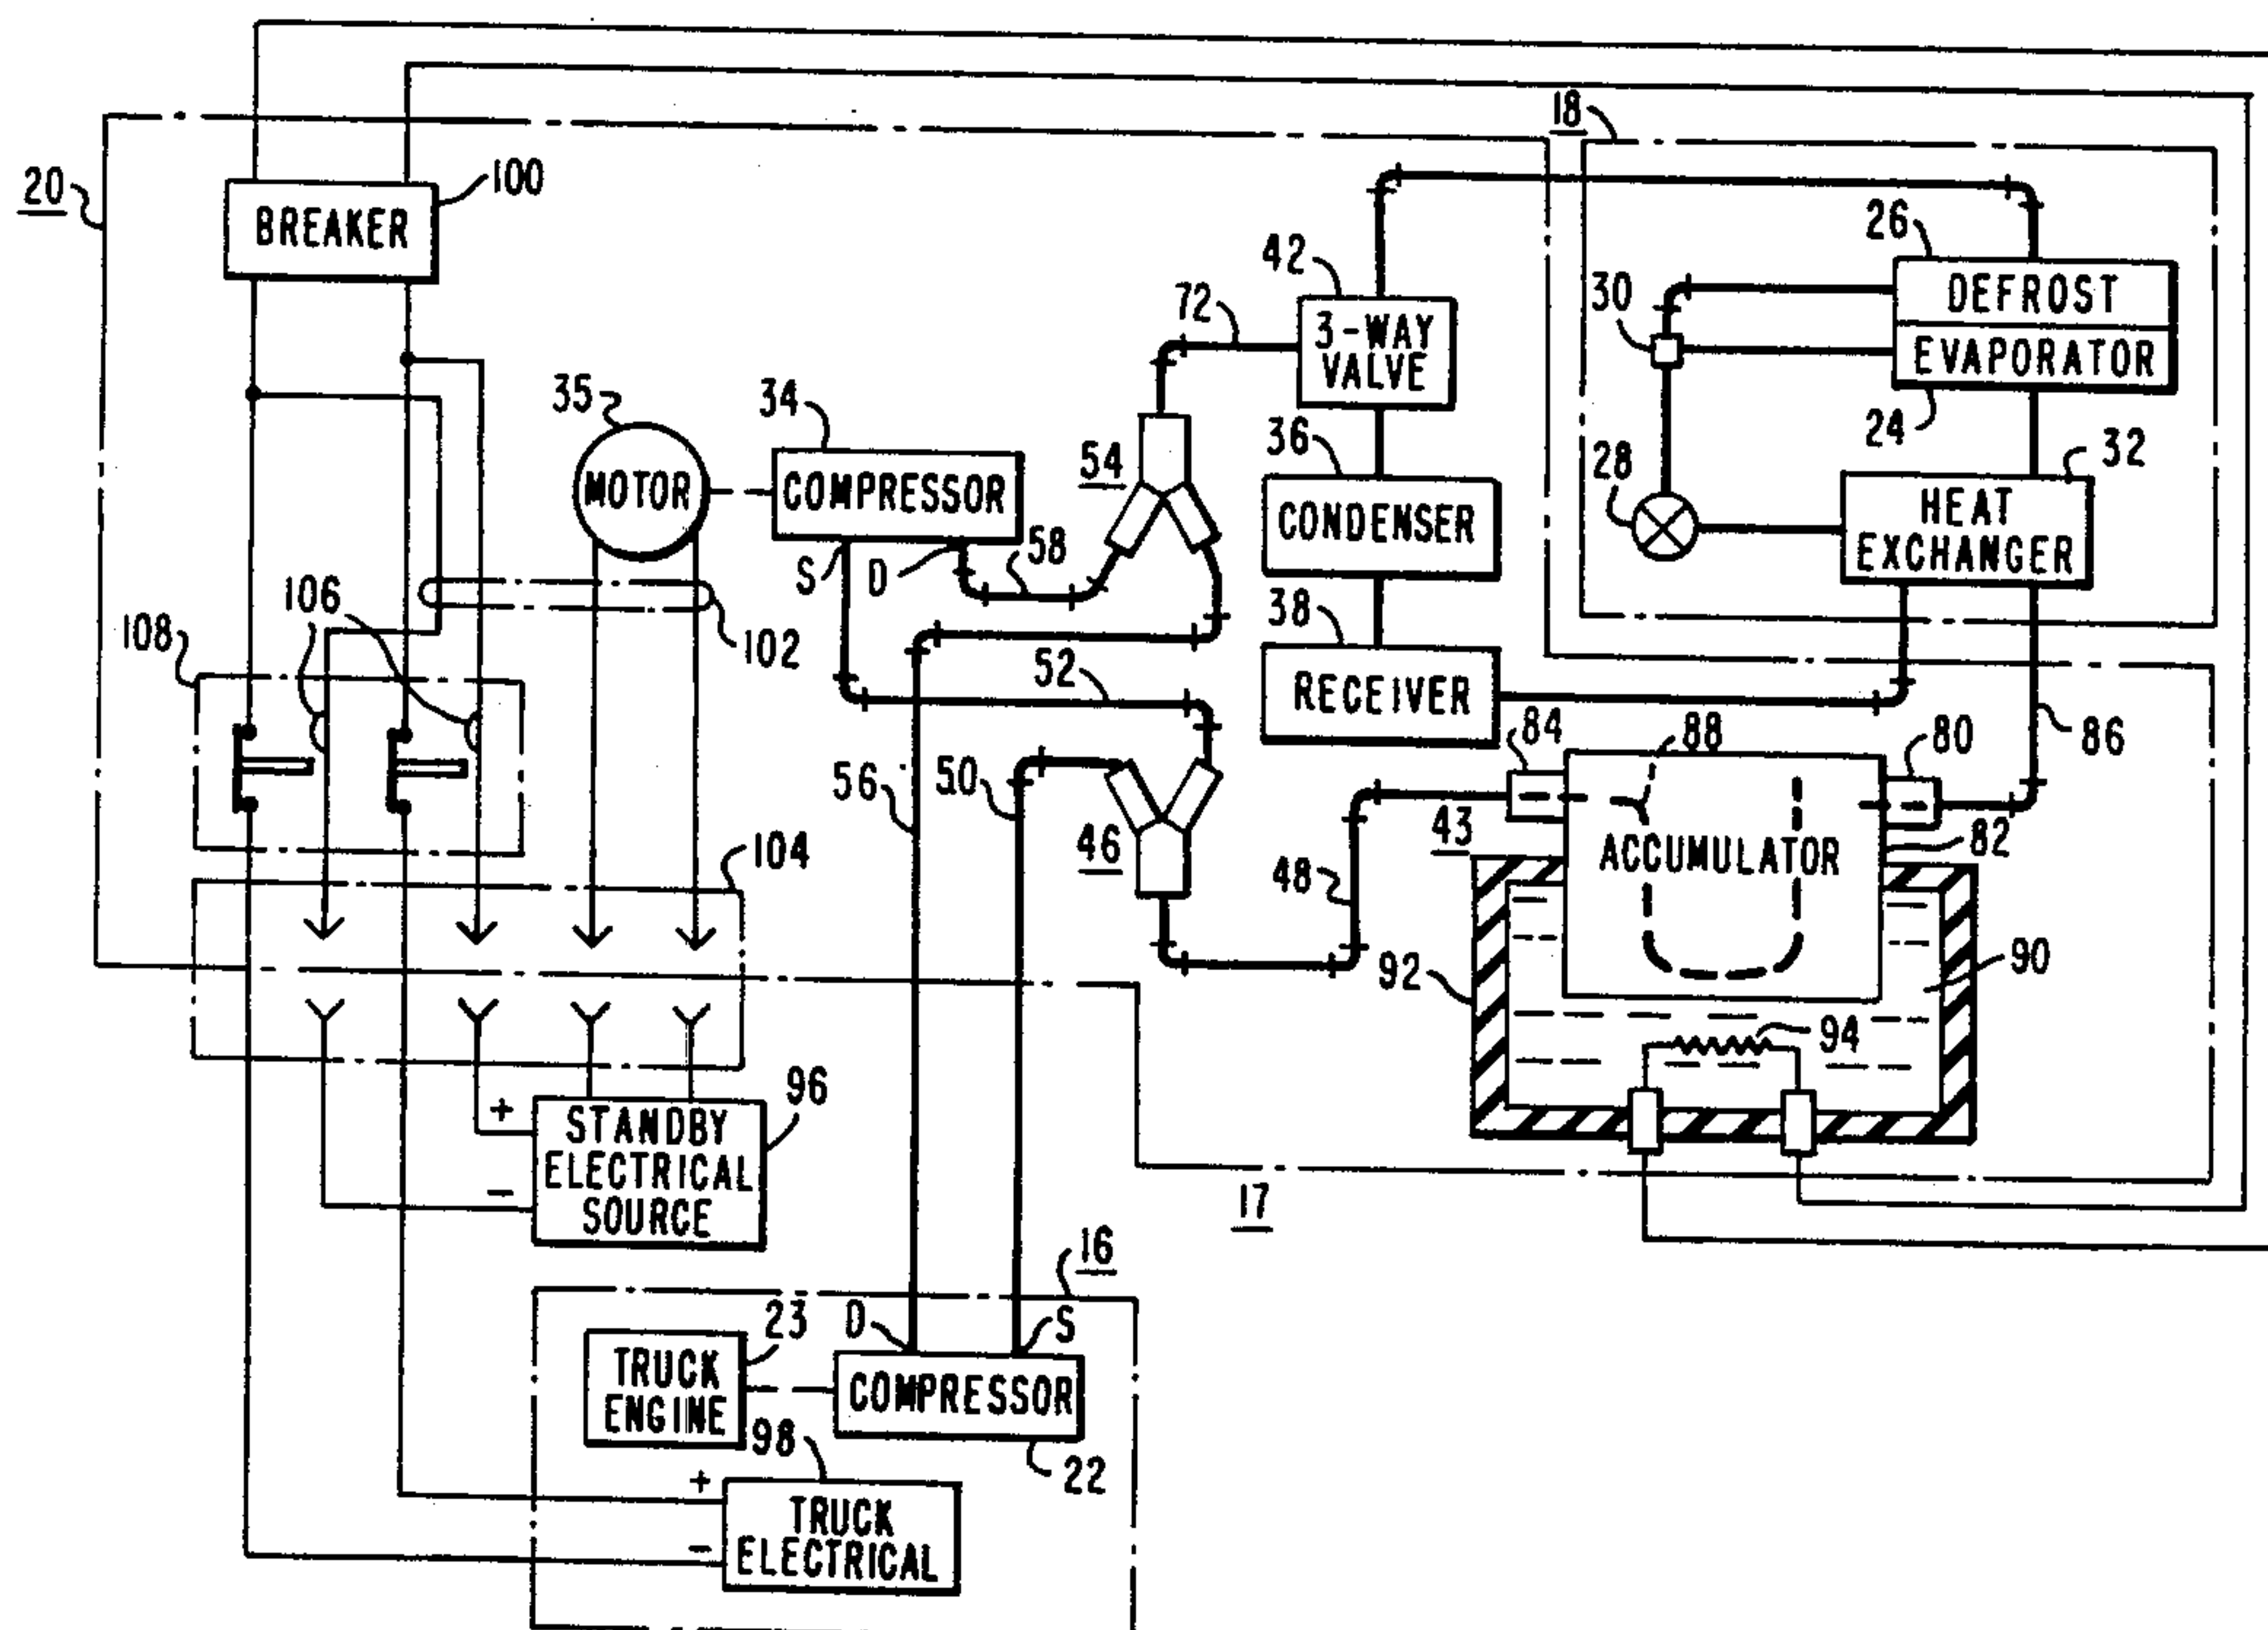 18
20
100
BREAKER
26
42
30
DEFROST
72
3-WAY
VALVE
EVAPORATOR
35
34
24
36
32
54
28
MOTOR
COMPRESSOR
HEAT
EXCHANGER
CONDENSER
58
S
D
106
38
108
102
52
RECEIVER
84
88
80
86
56
50
43
82
104
46
ACCUMULATOR
48
92
90
94
96
+
STANDBY
ELECTRICAL
SOURCE
−
17
16
23
D
S
TRUCK
ENGINE
COMPRESSOR
98
22
+
TRUCK
ELECTRICAL
−